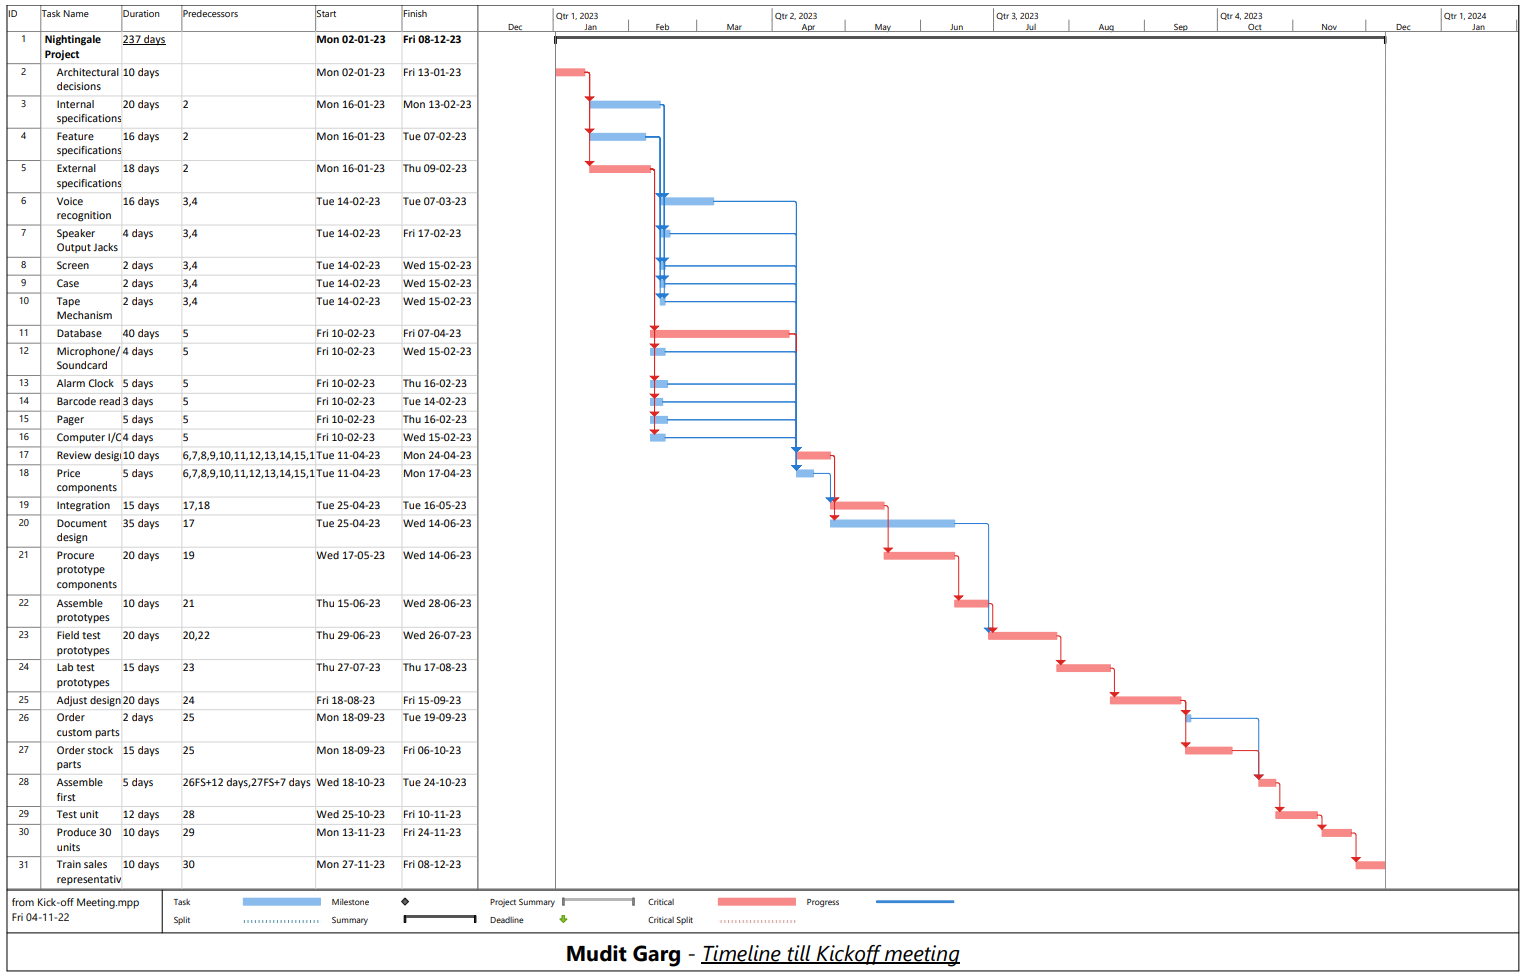 ID Task Name Duration Predecessors Start Finish
Qtr 1, 2023 Qtr 2, 2023 Qtr 3, 2023 Qtr 4, 2023 Qtr 1, 2024
Dec Jan Feb Mar Apr May Jun Jul Aug Sep Oct Nov Dec Jan
1 Nightingale 237 days Mon 02-01-23 Fri 08-12-23
Project
2 Architectural 10 days Mon 02-01-23 Fri 13-01-23
decisions
3 Internal 20 days 2 Mon 16-01-23 Mon 13-02-23
specifications
4 Feature 16 days 2 Mon 16-01-23 Tue 07-02-23
specifications
5 External 18 days 2 Mon 16-01-23 Thu 09-02-23
specifications
6 Voice 16 days 3,4 Tue 14-02-23 Tue 07-03-23
recognition
7 Speaker 4 days 3,4 Tue 14-02-23 Fri 17-02-23
Output Jacks
8 Screen 2 days 3,4 Tue 14-02-23 Wed 15-02-23
9 Case 2 days 3,4 Tue 14-02-23 Wed 15-02-23
10 Tape 2 days 3,4 Tue 14-02-23 Wed 15-02-23
Mechanism
11 Database 40 days 5 Fri 10-02-23 Fri 07-04-23
12 Microphone/ 4 days 5 Fri 10-02-23 Wed 15-02-23
Soundcard
13 Alarm Clock 5 days 5 Fri 10-02-23 Thu 16-02-23
14 Barcode read 3 days 5 Fri 10-02-23 Tue 14-02-23
15 Pager 5 days 5 Fri 10-02-23 Thu 16-02-23
16 Computer I/C 4 days 5 Fri 10-02-23 Wed 15-02-23
17 Review desig 10 days 6,7,8,9,10,11,12,13,14,15,1 Tue 11-04-23 Mon 24-04-23
18 Price 5 days 6,7,8,9,10,11,12,13,14,15,1 Tue 11-04-23 Mon 17-04-23
components
19 Integration 15 days 17,18 Tue 25-04-23 Tue 16-05-23
20 Document 35 days 17 Tue 25-04-23 Wed 14-06-23
design
21 Procure 20 days 19 Wed 17-05-23 Wed 14-06-23
prototype
components
22 Assemble 10 days 21 Thu 15-06-23 Wed 28-06-23
prototypes
23 Field test 20 days 20,22 Thu 29-06-23 Wed 26-07-23
prototypes
24 Lab test 15 days 23 Thu 27-07-23 Thu 17-08-23
prototypes
25 Adjust design 20 days 24 Fri 18-08-23 Fri 15-09-23
26 Order 2 days 25 Mon 18-09-23 Tue 19-09-23
custom parts
27 Order stock 15 days 25 Mon 18-09-23 Fri 06-10-23
parts
28 Assemble 5 days 26FS+12 days,27FS+7 days Wed 18-10-23 Tue 24-10-23
first
29 Test unit 12 days 28 Wed 25-10-23 Fri 10-11-23
30 Produce 30 10 days 29 Mon 13-11-23 Fri 24-11-23
units
31 Train sales 10 days 30 Mon 27-11-23 Fri 08-12-23
representativ
from Kick-off Meeting.mpp
Fri 04-11-22
Task Milestone Project Summary Critical Progress
Split Summary Deadline Critical Split
Mudit Garg - Timeline till Kickoff meeting